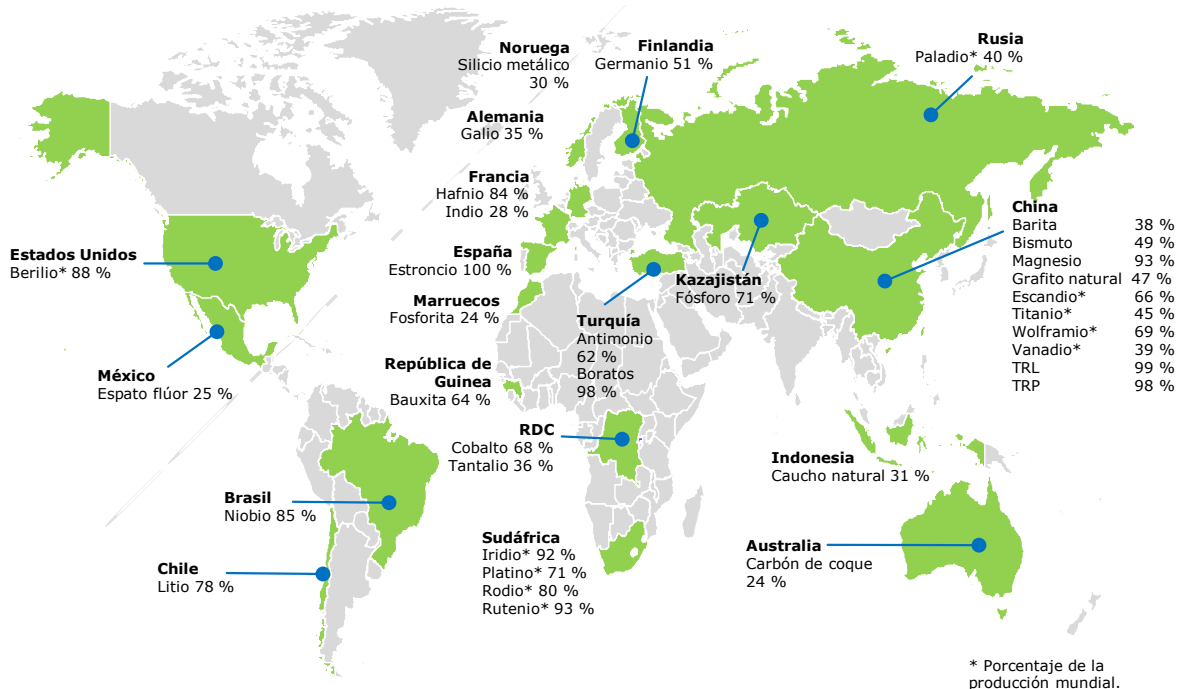 Noruega
Silicio metálico
30 %
Finlandia
Germanio 51 %
Rusia
Paladio* 40 %
Alemania
Galio 35 %
Francia
Hafnio 84 %
Indio 28 %
China
Barita 38 %
Bismuto 49 %
Magnesio 93 %
Grafito natural 47 %
Escandio* 66 %
Titanio* 45 %
Wolframio* 69 %
Vanadio* 39 %
TRL 99 %
TRP 98 %
Estados Unidos
Berilio* 88 %
España
Estroncio 100 %
Kazajistán
Fósforo 71 %
Marruecos
Fosforita 24 %
Turquía
Antimonio
62 %
Boratos
98 %
México
Espato flúor 25 %
República de
Guinea
Bauxita 64 %
RDC
Cobalto 68 %
Tantalio 36 %
Indonesia
Caucho natural 31 %
Brasil
Niobio 85 %
Sudáfrica
Iridio* 92 %
Platino* 71 %
Rodio* 80 %
Rutenio* 93 %
Australia
Carbón de coque
24 %
Chile
Litio 78 %
* Porcentaje de la
producción mundial.